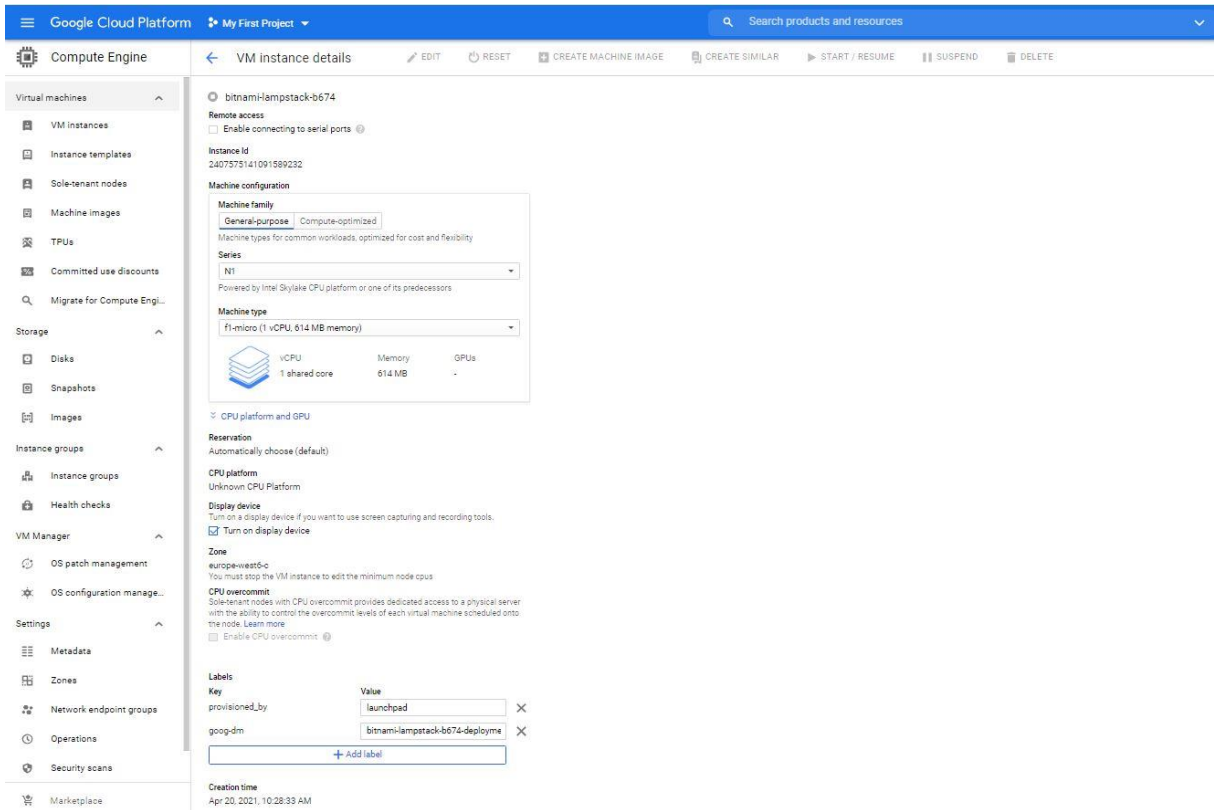 Google Cloud Platform My First Project Search products and resources
Compute Engine VM instance details EDIT RESET CREATE MACHINE IMAGE CREATE SIMILAR START / RESUME SUSPEND DELETE
Virtual machines
VM instances
Instance templates
Sole-tenant nodes
Machine images
TPUs
Committed use discounts
Migrate for Compute Engi...
Storage
Disks
Snapshots
Images
Instance groups
Instance groups
Health checks
VM Manager
OS patch management
OS configuration manage...
Settings
Metadata
Zones
Network endpoint groups
Operations
Security scans
Marketplace
bitnami-lampstack-b674
Remote access
Enable connecting to serial ports
Instance Id
2407575141091589232
Machine configuration
Machine family
General-purpose Compute-optimized
Machine types for common workloads, optimized for cost and flexibility
Series
N1
Powered by Intel Skylake CPU platform or one of its predecessors
Machine type
f1-micro (1 vCPU, 614 MB memory)
vCPU Memory GPUs
1 shared core 614 MB -
CPU platform and GPU
Reservation
Automatically choose (default)
CPU platform
Unknown CPU Platform
Display device
Turn on a display device if you want to use screen capturing and recording tools.
Turn on display device
Zone
europe-west6-c
You must stop the VM instance to edit the minimum node cpus
CPU overcommit
Sole-tenant nodes with CPU overcommit provides dedicated access to a physical server
with the ability to control the overcommit levels of each virtual machine scheduled onto
the node. Learn more
Enable CPU overcommit
Labels
Key Value
provisioned_by launchpad
goog-dm bitnami-lampstack-b674-deployme
Add label
Creation time
Apr 20, 2021, 10:28:33 AM